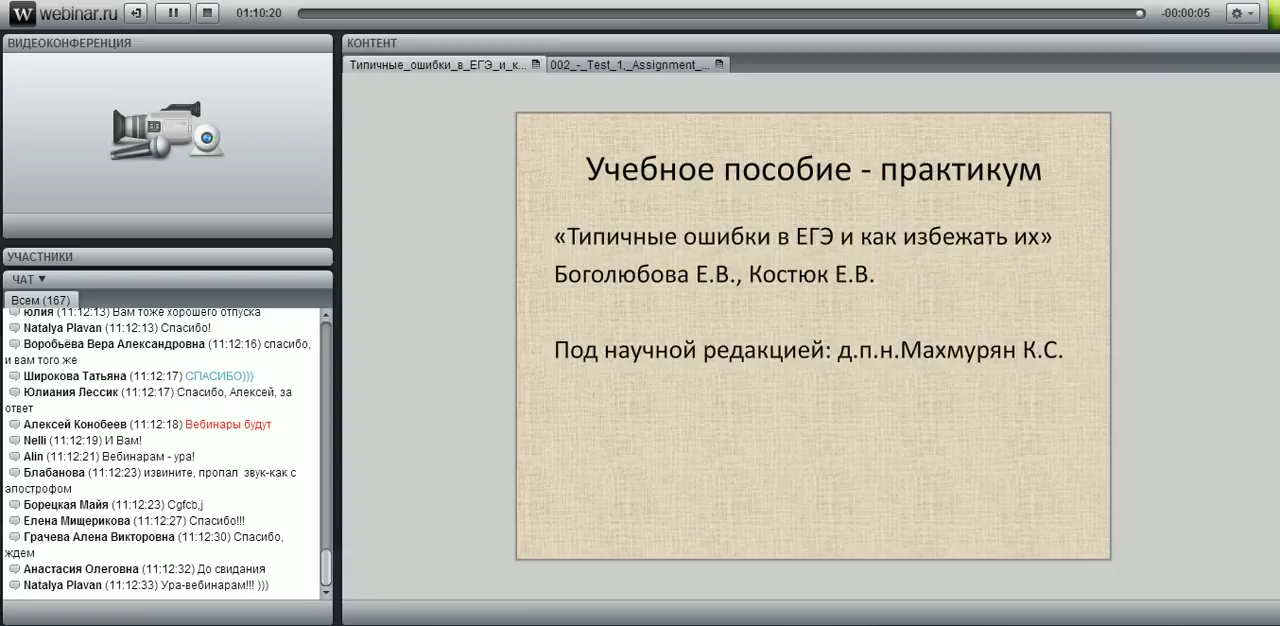 W webinar.ru
01:10:20
-00:00:05
ВИДЕОКОНФЕРЕНЦИЯ
УЧАСТНИКИ
ЧАТ ▼
Всем (167)
юлия (11:12:13) Вам тоже хорошего отпуска
Natalya Plavan (11:12:13) Спасибо!
Воробьёва Вера Александровна (11:12:16) спасибо,
и вам того же
Широкова Татьяна (11:12:17) СПАСИБО)))
Юлиания Лессик (11:12:17) Спасибо, Алексей, за
ответ
Алексей Конобеев (11:12:18) Вебинары будут
Nelli (11:12:19) И Вам!
Alin (11:12:21) Вебинарам - ура!
Блабанова (11:12:23) извините, пропал звук-как с
апострофом
Борецкая Майя (11:12:23) Cgfcb,j
Елена Мищерикова (11:12:27) Спасибо!!!
Грачева Алена Викторовна (11:12:30) Спасибо,
ждем
Анастасия Олеговна (11:12:32) До свидания
Natalya Plavan (11:12:33) Ура-вебинарам!!! )))
КОНТЕНТ
Типичные_ошибки_в_ЕГЭ_и_к...
002_-_Test_1,_Assignment_...
Учебное пособие - практикум
«Типичные ошибки в ЕГЭ и как избежать их»
Боголюбова Е.В., Костюк Е.В.
Под научной редакцией: д.п.н.Махмурян К.С.